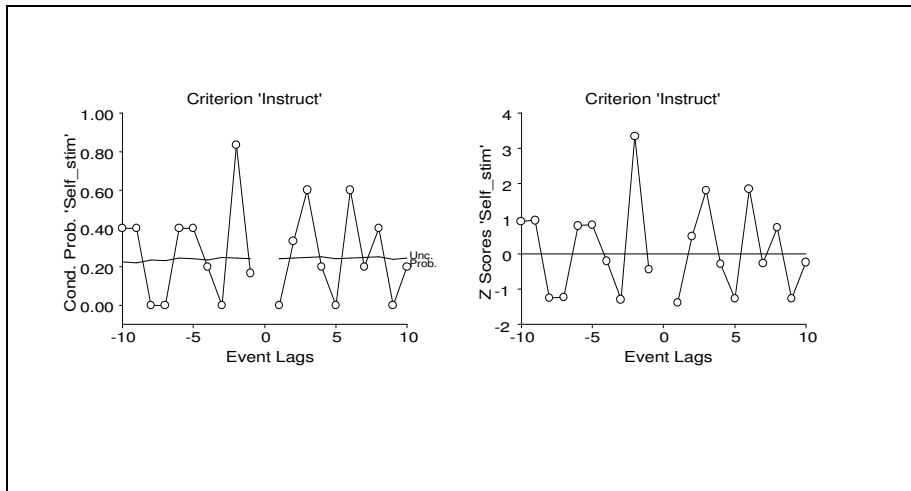 Criterion 'Instruct'
Cond. Prob. 'Self_stim'
1.00
0.80
0.60
0.40
0.20
0.00
Unc.
Prob.
-10
-5
0
5
10
Event Lags
Criterion 'Instruct'
Z Scores 'Self_stim'
4
3
2
1
0
-1
-2
-10
-5
0
5
10
Event Lags